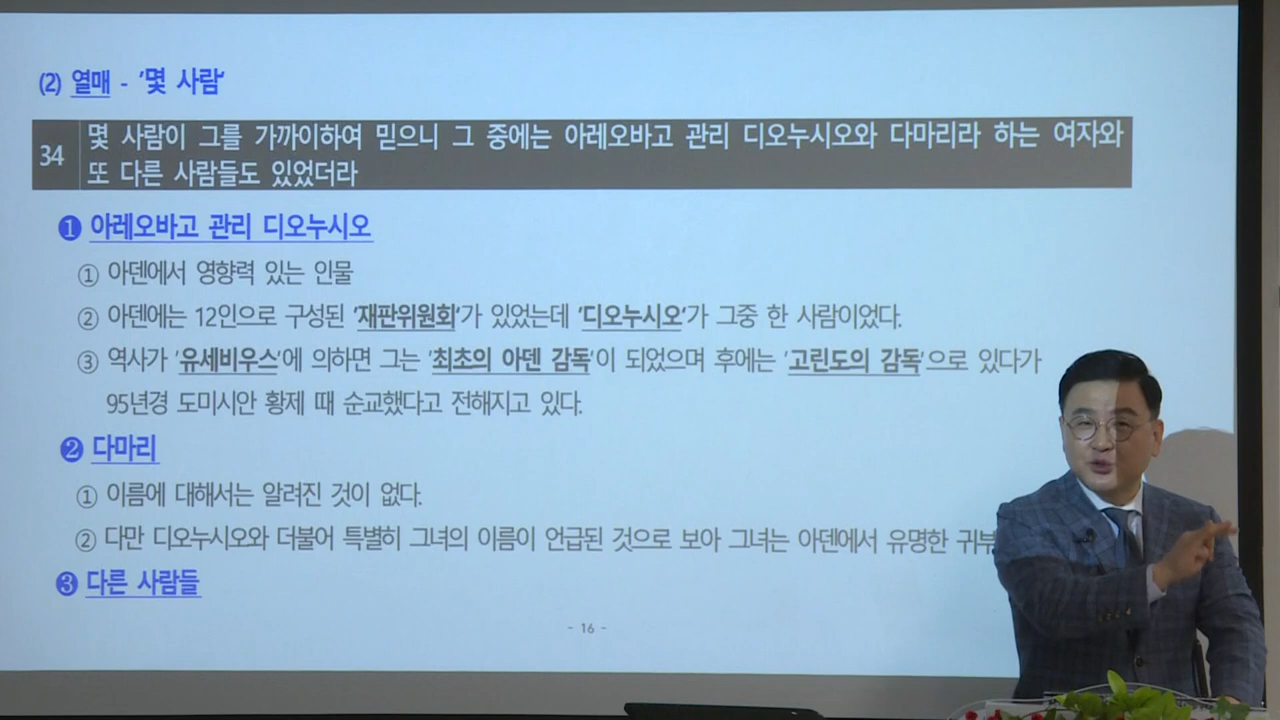 (2) 열매 - '몇 사람'
34 몇 사람이 그를 가까이하여 믿으니 그 중에는 아레오바고 관리 디오누시오와 다마리라 하는 여자와
또 다른 사람들도 있었더라
❶ 아레오바고 관리 디오누시오
① 아덴에서 영향력 있는 인물
② 아덴에는 12인으로 구성된 '재판위원회'가 있었는데 '디오누시오'가 그중 한 사람이었다.
③ 역사가 '유세비우스'에 의하면 그는 '최초의 아덴 감독'이 되었으며 후에는 '고린도의 감독'으로 있다가
95년경 도미시안 황제 때 순교했다고 전해지고 있다.
❷ 다마리
① 이름에 대해서는 알려진 것이 없다.
② 다만 디오누시오와 더불어 특별히 그녀의 이름이 언급된 것으로 보아 그녀는 아덴에서 유명한 귀부
❸ 다른 사람들
- 16 -